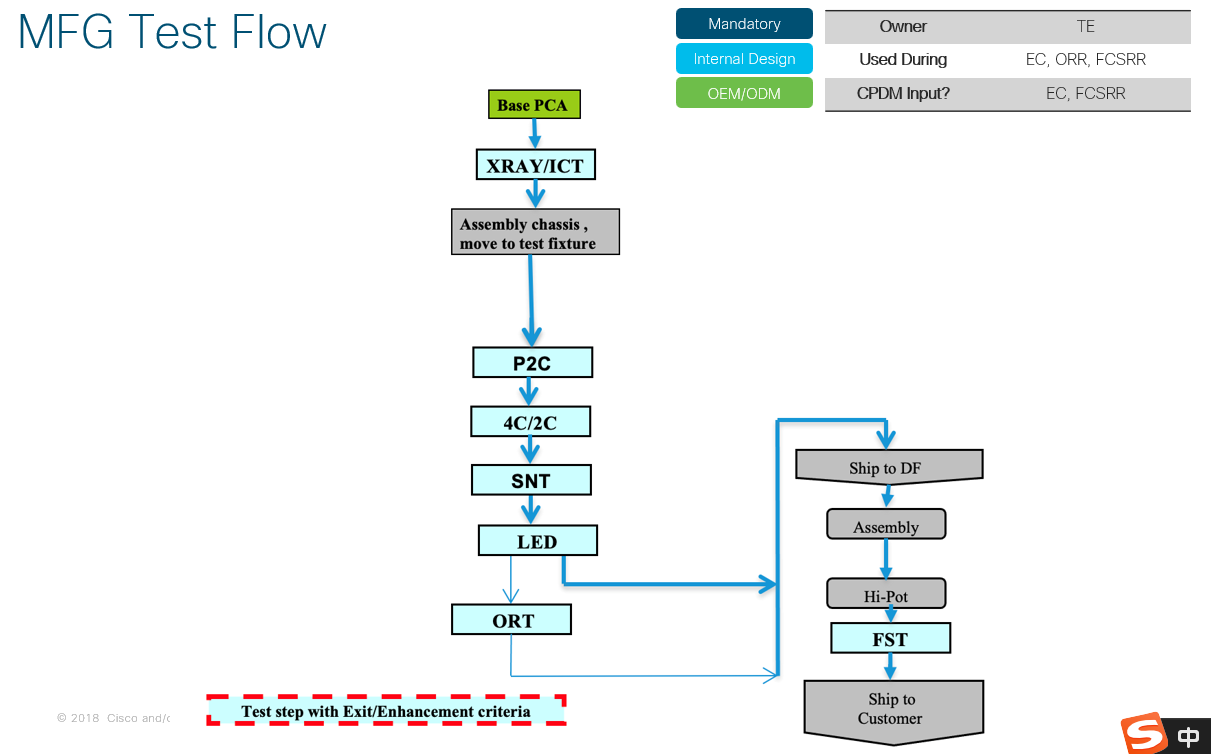 MFG Test Flow
Mandatory
Internal Design
OEM/ODM
Owner TE
Used During EC, ORR, FCSRR
CPDM Input? EC, FCSRR
Base PCA
XRAY/ICT
Assembly chassis ,
move to test fixture
P2C
4C/2C
SNT
LED
ORT
Ship to DF
Assembly
Hi-Pot
FST
Ship to
Customer
Test step with Exit/Enhancement criteria
© 2018 Cisco and/
S 中